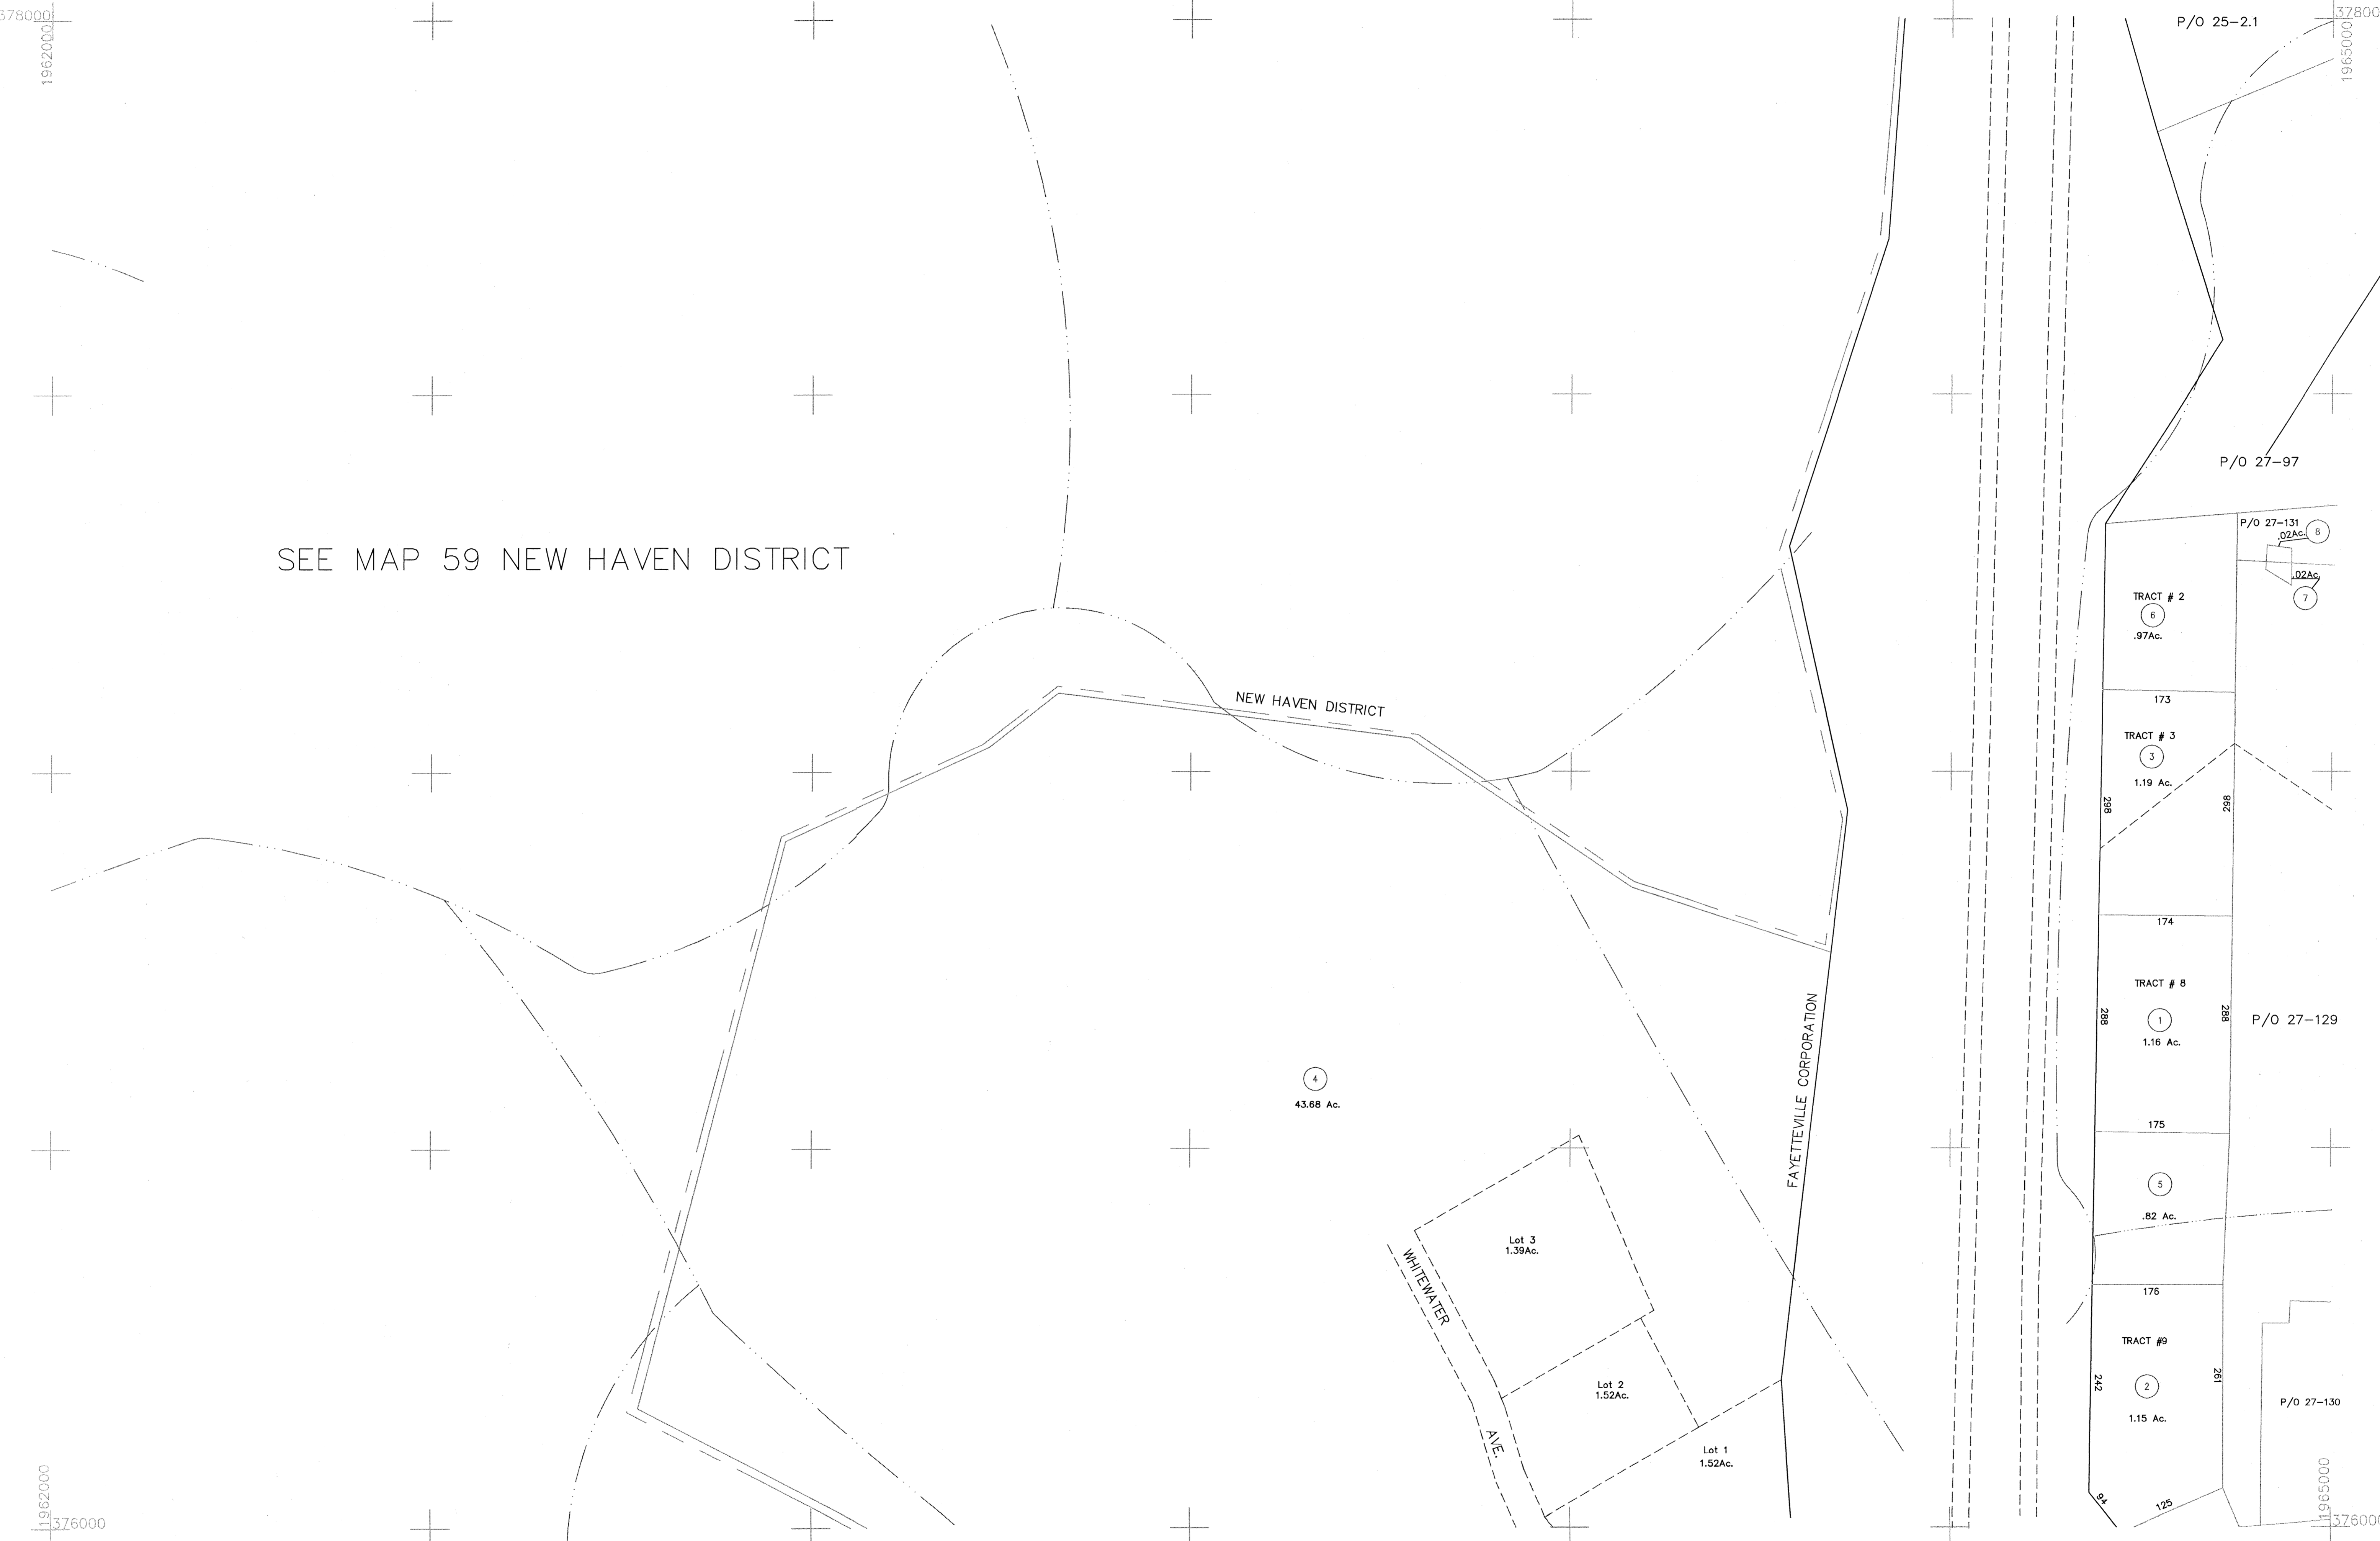 378000
1962000
P/O 25-2.1
37800
1965000
P/O 27-97
P/O 27-131
.02Ac.
8
.02Ac.
7
SEE MAP 59 NEW HAVEN DISTRICT
TRACT # 2
6
.97Ac.
173
NEW HAVEN DISTRICT
TRACT # 3
3
1.19 Ac.
298
298
174
TRACT # 8
1
1.16 Ac.
288
288
P/O 27-129
FAYETTEVILLE CORPORATION
4
43.68 Ac.
175
5
.82 Ac.
Lot 3
1.39Ac.
WHITEWATER
AVE.
176
TRACT #9
2
1.15 Ac.
242
261
Lot 2
1.52Ac.
P/O 27-130
Lot 1
1.52Ac.
94
125
1962000
376000
1965000
376000